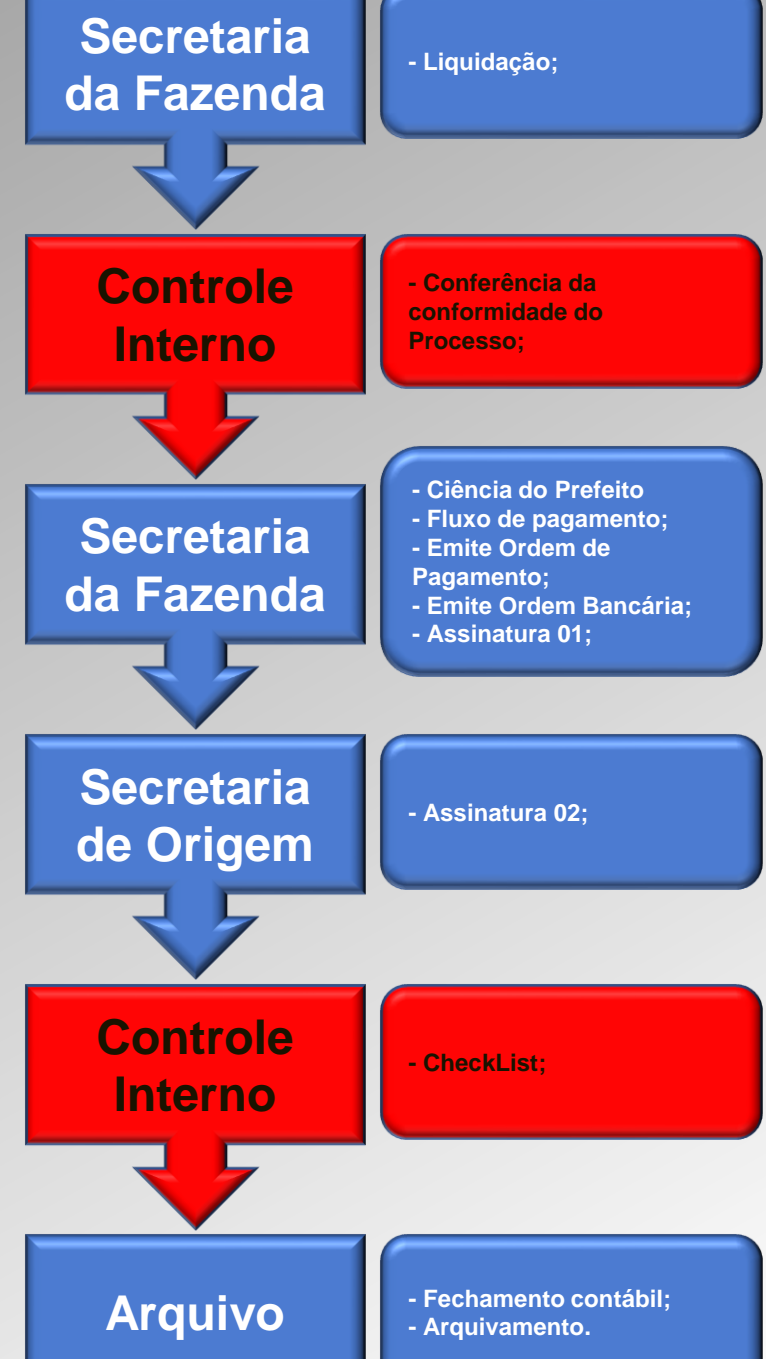 Secretaria
da Fazenda
- Liquidação;
Controle
Interno
- Conferência da
conformidade do
Processo;
Secretaria
da Fazenda
- Ciência do Prefeito
- Fluxo de pagamento;
- Emite Ordem de
Pagamento;
- Emite Ordem Bancária;
- Assinatura 01;
Secretaria
de Origem
- Assinatura 02;
Controle
Interno
- CheckList;
Arquivo
- Fechamento contábil;
- Arquivamento.